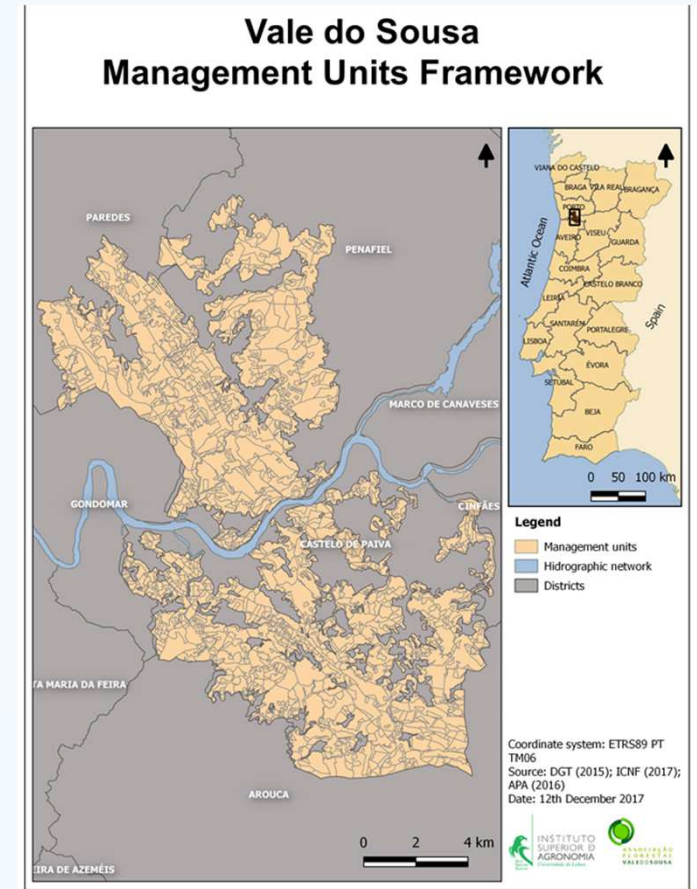 Vale do Sousa
Management Units Framework
PAREDES
PENAFIEL
MARCO DE CANAVESES
GONDOMAR
CINFÃES
CASTELO DE PAIVA
TA MARIA DA FEIRA
AROUCA
EIRA DE AZEMÉIS
0 2 4 km
VIANA DO CASTELO
BRAGA
VILA REAL
BRAGANÇA
PORTO
AVEIRO
VISEU
GUARDA
COIMBRA
CASTELO BRANCO
LEIRIA
SANTARÉM
PORTALEGRE
LISBOA
ÉVORA
SETÚBAL
BEJA
FARO
Atlantic Ocean
Spain
0 50 100 km
Legend
Management units
Hidrographic network
Districts
Coordinate system: ETRS89 PT
TM06
Source: DGT (2015); ICNF (2017);
APA (2016)
Date: 12th December 2017
INSTITUTO
SUPERIOR D
AGRONOMIA
Universidade de Lisboa
ASSOCIAÇÃO
FLORESTAL
VALE DO SOUSA